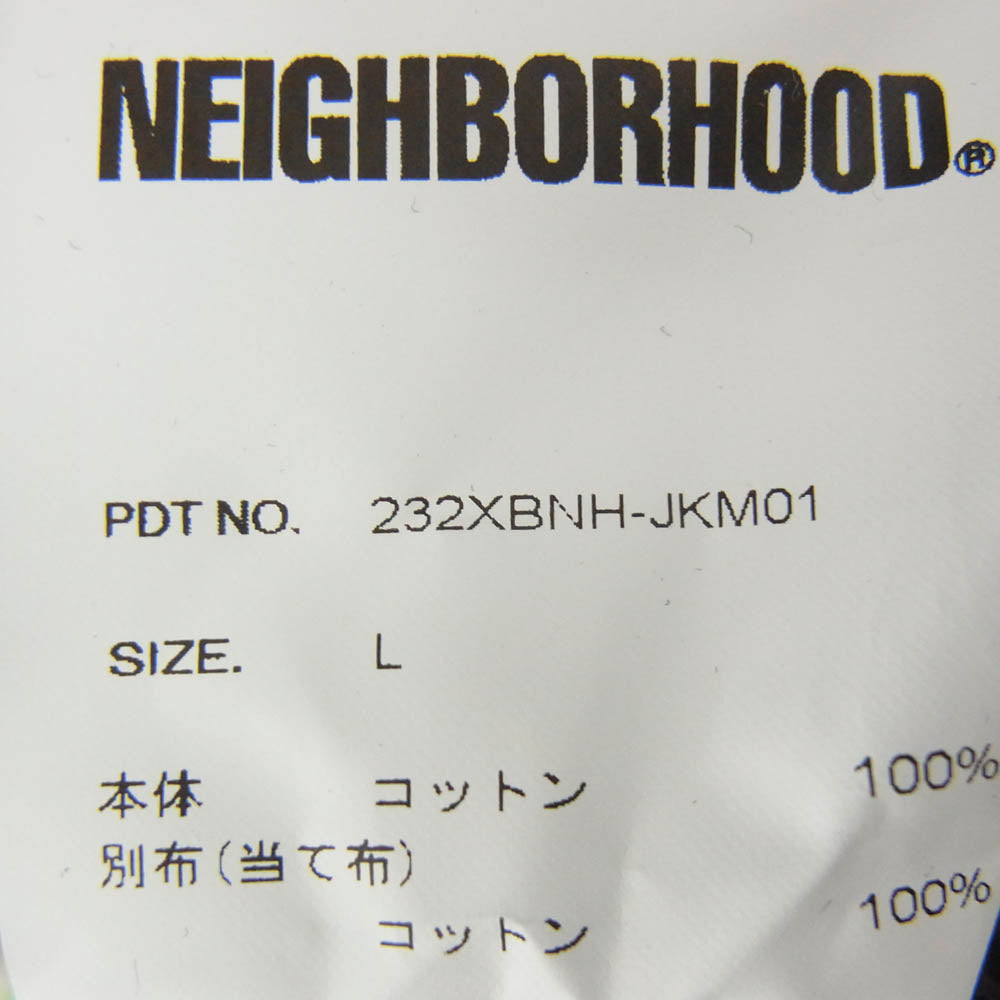 NEIGHBORHOOD®
PDT NO. 232XBNH-JKM01
SIZE. L
本体 コットン 100%
別布(当て布)
コットン 100%